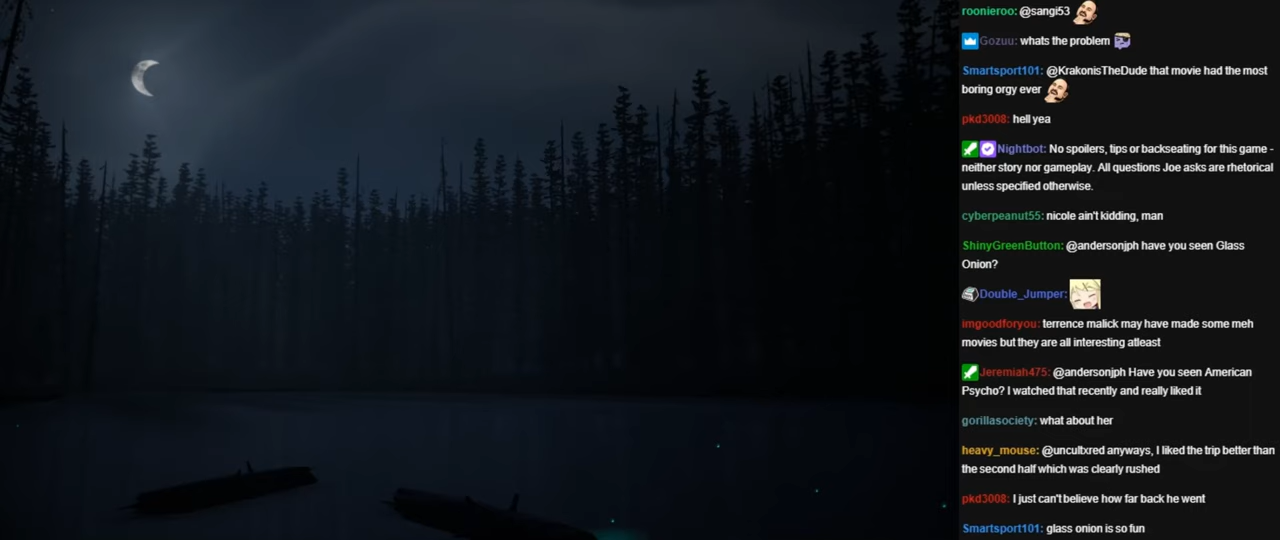 roonieroo: @sangi53
Gozuu: whats the problem
Smartsport101: @KrakonisTheDude that movie had the most
boring orgy ever
pkd3008: hell yea
Nightbot: No spoilers, tips or backseating for this game -
neither story nor gameplay. All questions Joe asks are rhetorical
unless specified otherwise.
cyberpeanut55: nicole ain't kidding, man
ShinyGreenButton: @andersonjph have you seen Glass
Onion?
Double_Jumper:
imgoodforyou: terrence malick may have made some meh
movies but they are all interesting atleast
Jeremiah475: @andersonjph Have you seen American
Psycho? I watched that recently and really liked it
gorillasociety: what about her
heavy_mouse: @uncultxred anyways, I liked the trip better than
the second half which was clearly rushed
pkd3008: I just can't believe how far back he went
Smartsport101: glass onion is so fun